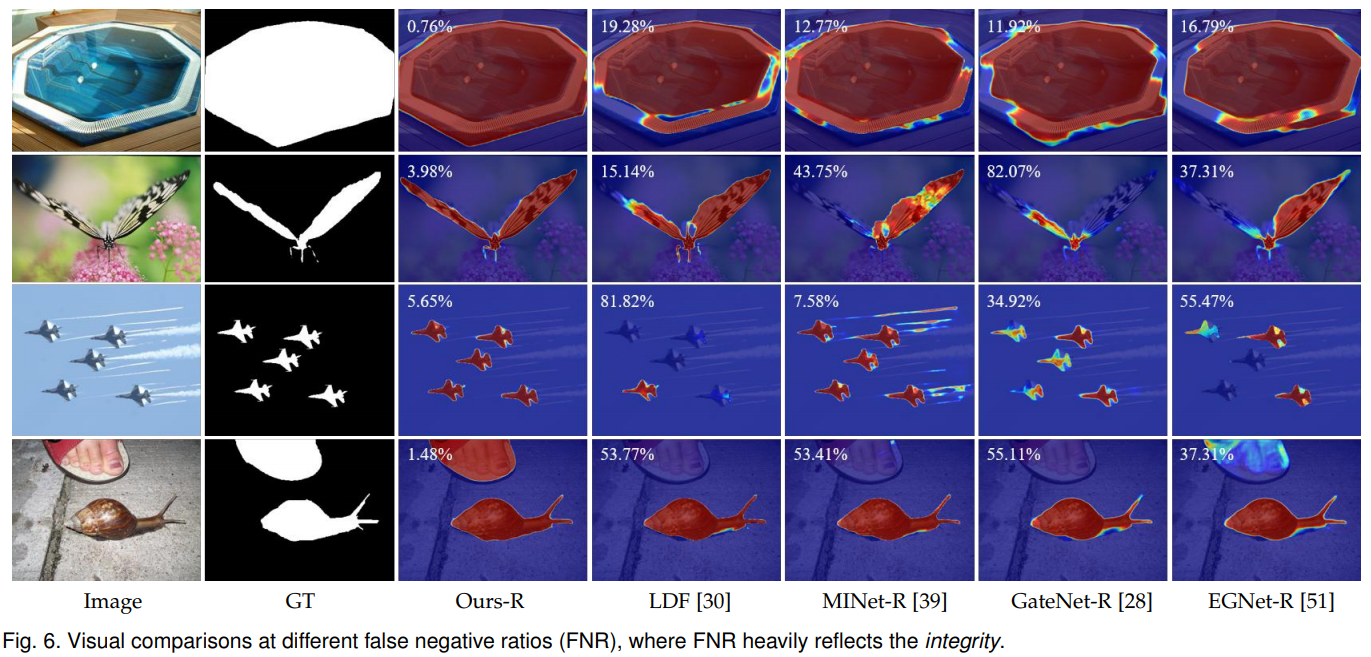 0.76% 19.28% 12.77% 11.92% 16.79%
3.98% 15.14% 43.75% 82.07% 37.31%
5.65% 81.82% 7.58% 34.92% 55.47%
1.48% 53.77% 53.41% 55.11% 37.31%
Image GT Ours-R LDF [30] MINet-R [39] GateNet-R [28] EGNet-R [51]
Fig. 6. Visual comparisons at different false negative ratios (FNR), where FNR heavily reflects the integrity.